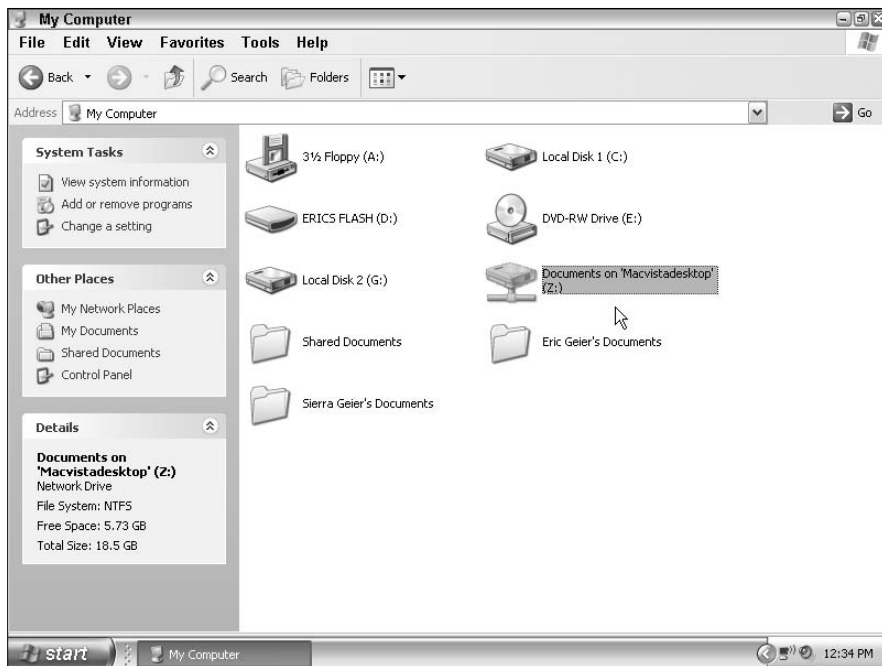 My Computer
File Edit View Favorites Tools Help
Back Search Folders
Address My Computer Go
System Tasks
View system information
Add or remove programs
Change a setting
Other Places
My Network Places
My Documents
Shared Documents
Control Panel
Details
Documents on
'Macvistadesktop' (Z:)
Network Drive
File System: NTFS
Free Space: 5.73 GB
Total Size: 18.5 GB
3½ Floppy (A:)
Local Disk 1 (C:)
ERICS FLASH (D:)
DVD-RW Drive (E:)
Local Disk 2 (G:)
Documents on 'Macvistadesktop'
(Z:)
Shared Documents
Eric Geier's Documents
Sierra Geier's Documents
start My Computer 12:34 PM